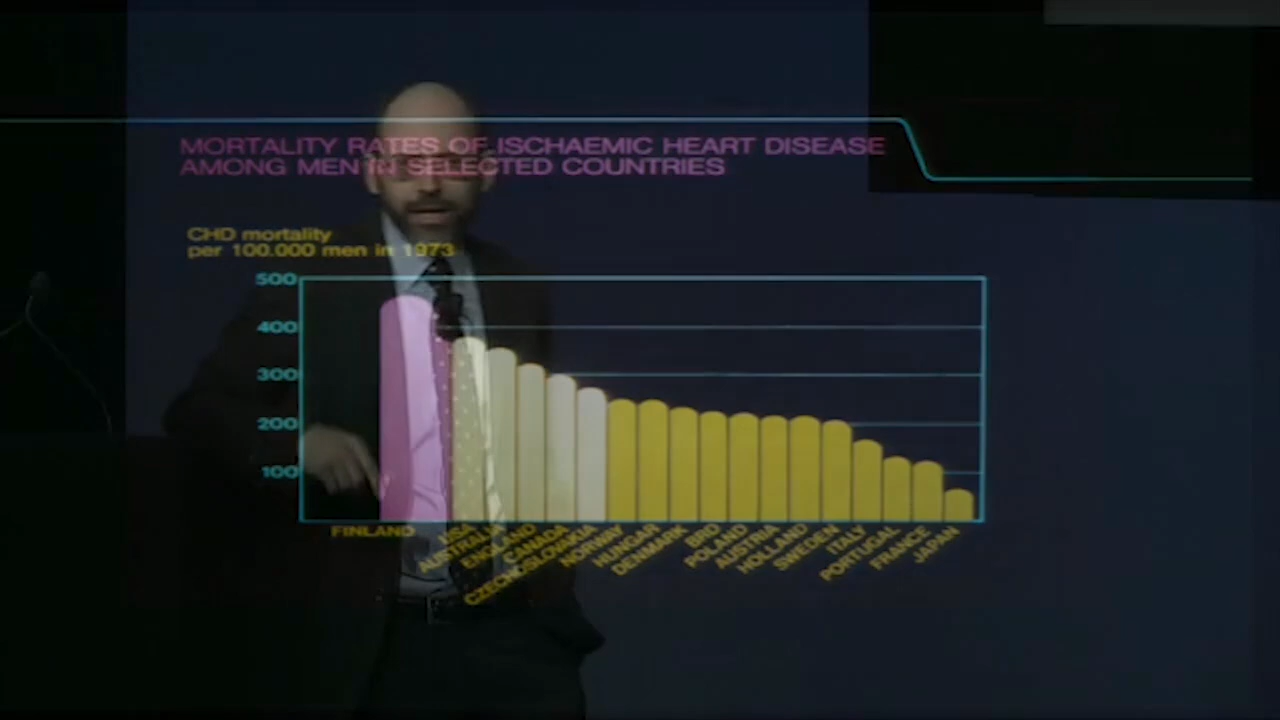 MORTALITY RATES OF ISCHAEMIC HEART DISEASE
AMONG MEN IN SELECTED COUNTRIES
CHD mortality
per 100.000 men in 1973
500
400
300
200
100
FINLAND
USA
AUSTRALIA
ENGLAND
CANADA
CZECHOSLOVAKIA
NORWAY
HUNGAR
DENMARK
BRD
POLAND
AUSTRIA
HOLLAND
SWEDEN
ITALY
PORTUGAL
FRANCE
JAPAN